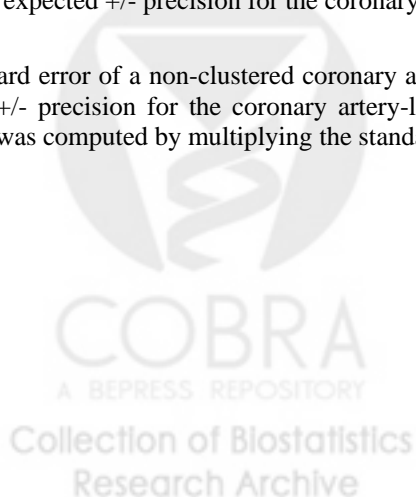 expected +/- precision for the coronary
ard error of a non-clustered coronary a
+/- precision for the coronary artery-l
was computed by multiplying the standa
COBRA
A BEPRESS REPOSITORY
Collection of Biostatistics
Research Archive